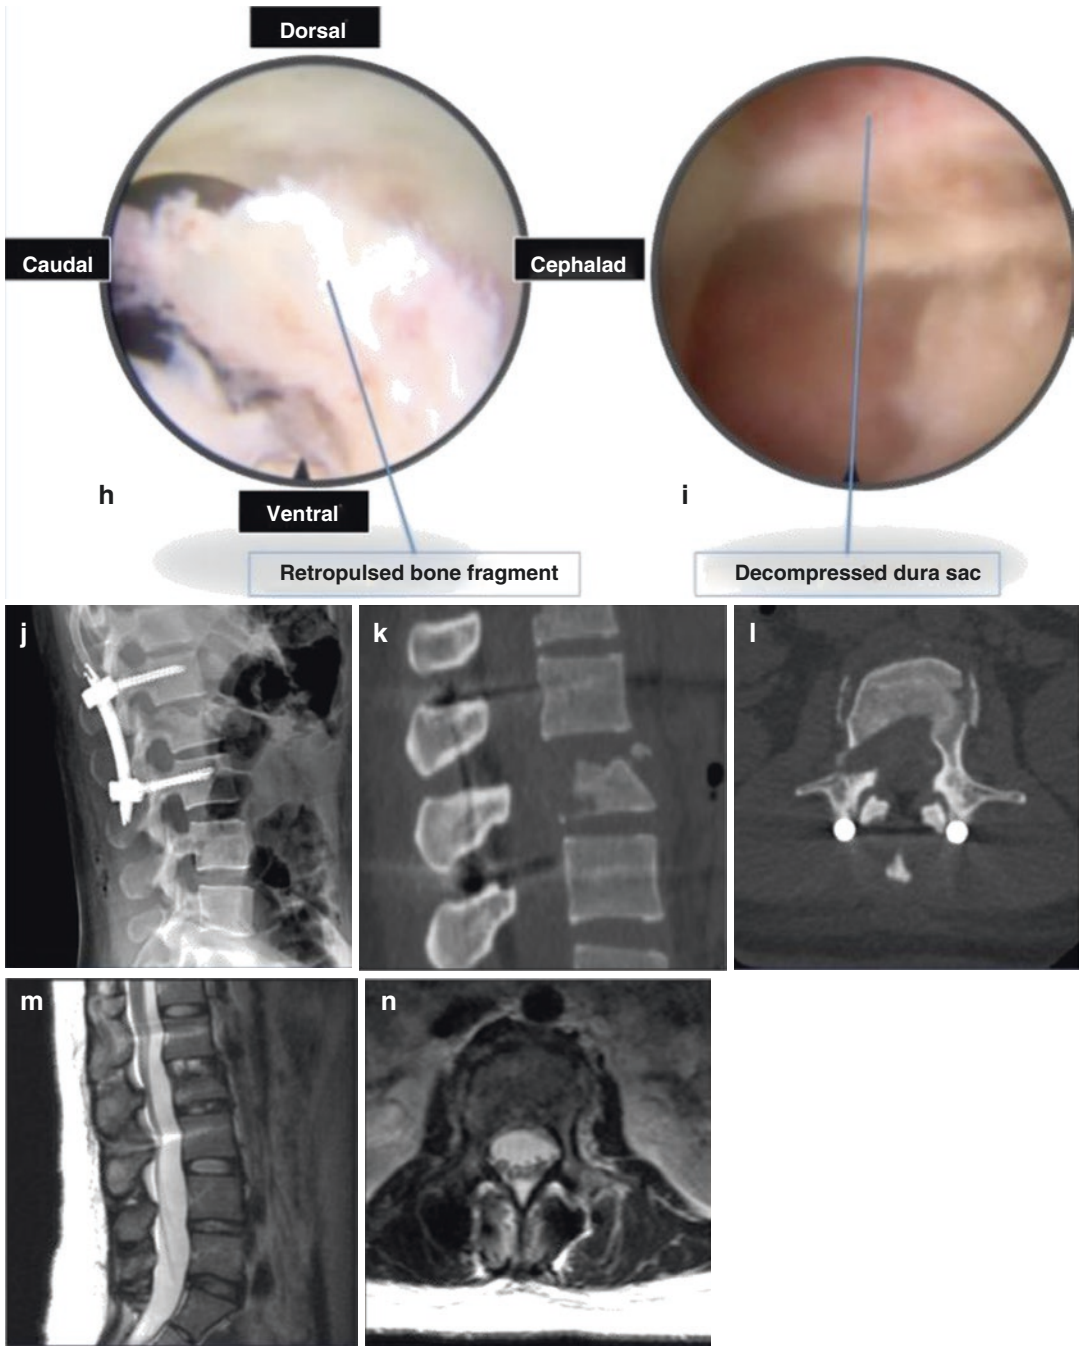 Dorsal
Caudal
Cephalad
h
Ventral
i
Retropulsed bone fragment
Decompressed dura sac
j
k
l
m
n